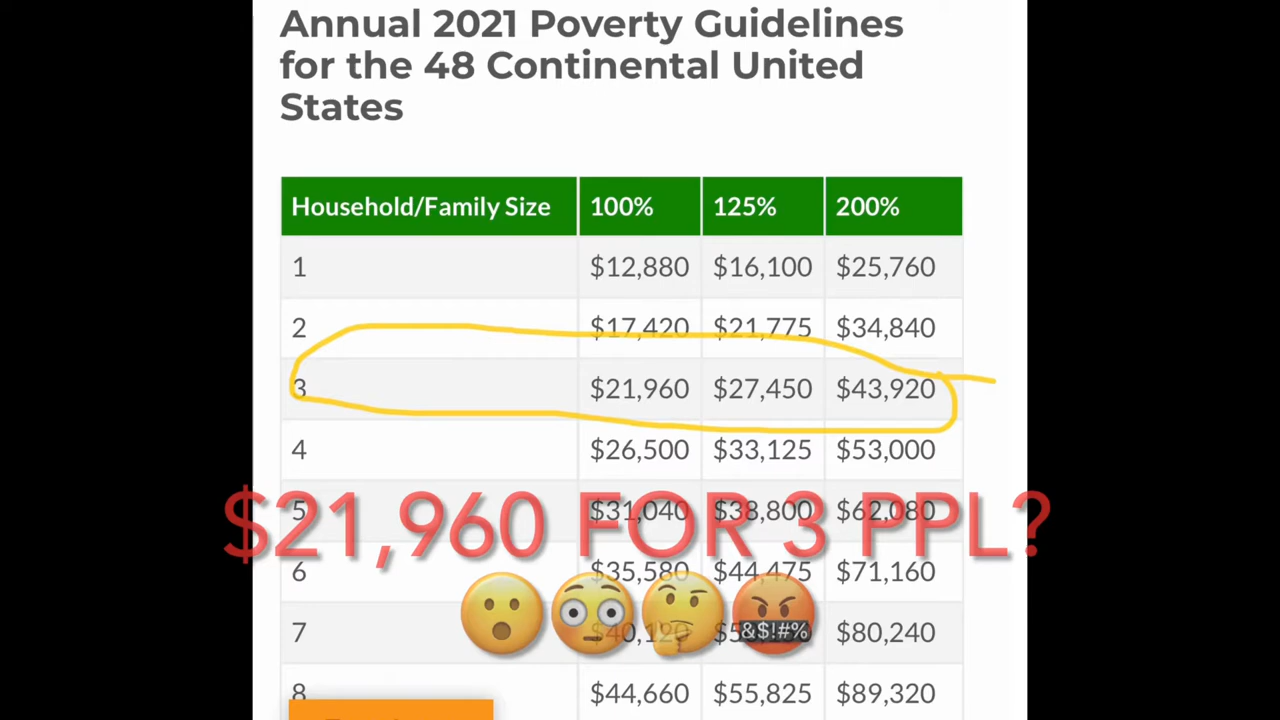 Annual 2021 Poverty Guidelines
for the 48 Continental United
States
Household/Family Size 100% 125% 200%
1 $12,880 $16,100 $25,760
2 $17,420 $21,775 $34,840
3 $21,960 $27,450 $43,920
4 $26,500 $33,125 $53,000
5 $31,040 $38,800 $62,080
$21,960 FOR 3 PPL?
6 $35,580 $44,475 $71,160
7 $40,120 $80,240
&$!#%
8 $44,660 $55,825 $89,320